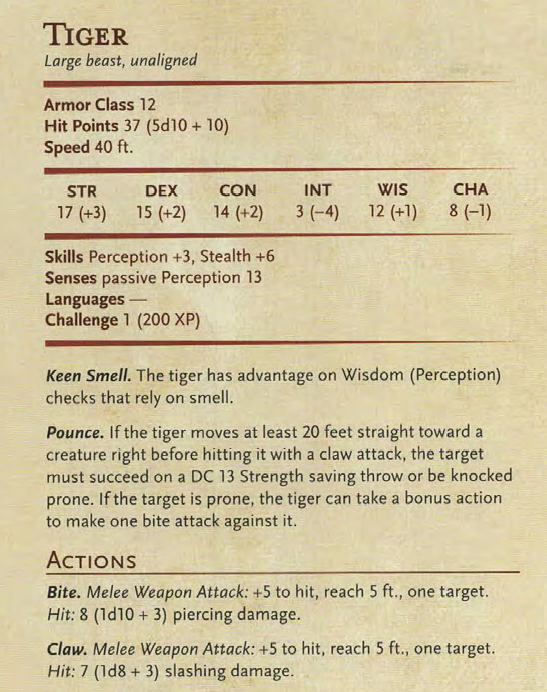 TIGER
Large beast, unaligned
Armor Class 12
Hit Points 37 (5d10 + 10)
Speed 40 ft.
STR DEX CON INT WIS CHA
17 (+3) 15 (+2) 14 (+2) 3 (−4) 12 (+1) 8 (−1)
Skills Perception +3, Stealth +6
Senses passive Perception 13
Languages —
Challenge 1 (200 XP)
Keen Smell. The tiger has advantage on Wisdom (Perception)
checks that rely on smell.
Pounce. If the tiger moves at least 20 feet straight toward a
creature right before hitting it with a claw attack, the target
must succeed on a DC 13 Strength saving throw or be knocked
prone. If the target is prone, the tiger can take a bonus action
to make one bite attack against it.
ACTIONS
Bite. Melee Weapon Attack: +5 to hit, reach 5 ft., one target.
Hit: 8 (1d10 + 3) piercing damage.
Claw. Melee Weapon Attack: +5 to hit, reach 5 ft., one target.
Hit: 7 (1d8 + 3) slashing damage.